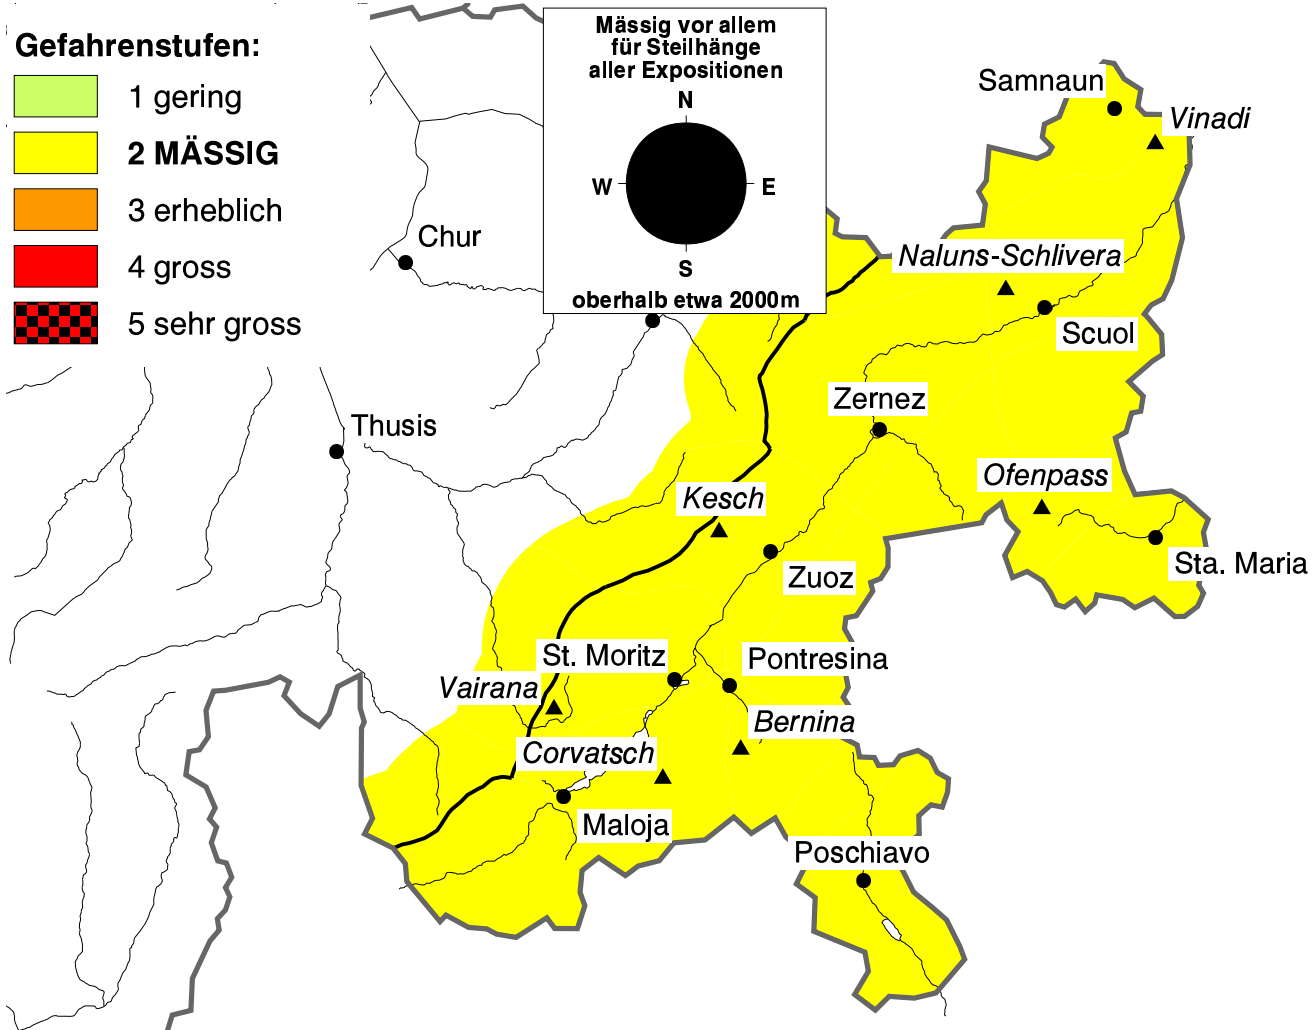 Gefahrenstufen:
1 gering
2 MÄSSIG
3 erheblich
4 gross
5 sehr gross
Mässig vor allem
für Steilhänge
aller Expositionen
N
W
E
S
oberhalb etwa 2000m
Samnaun
Vinadi
Chur
Naluns-Schlivera
Scuol
Zernez
Thusis
Ofenpass
Kesch
Sta. Maria
Zuoz
St. Moritz
Pontresina
Vairana
Bernina
Corvatsch
Maloja
Poschiavo